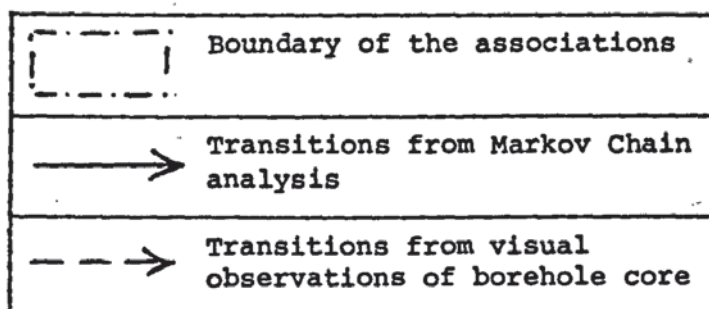 Boundary of the associations
Transitions from Markov Chain
analysis
Transitions from visual
observations of borehole core